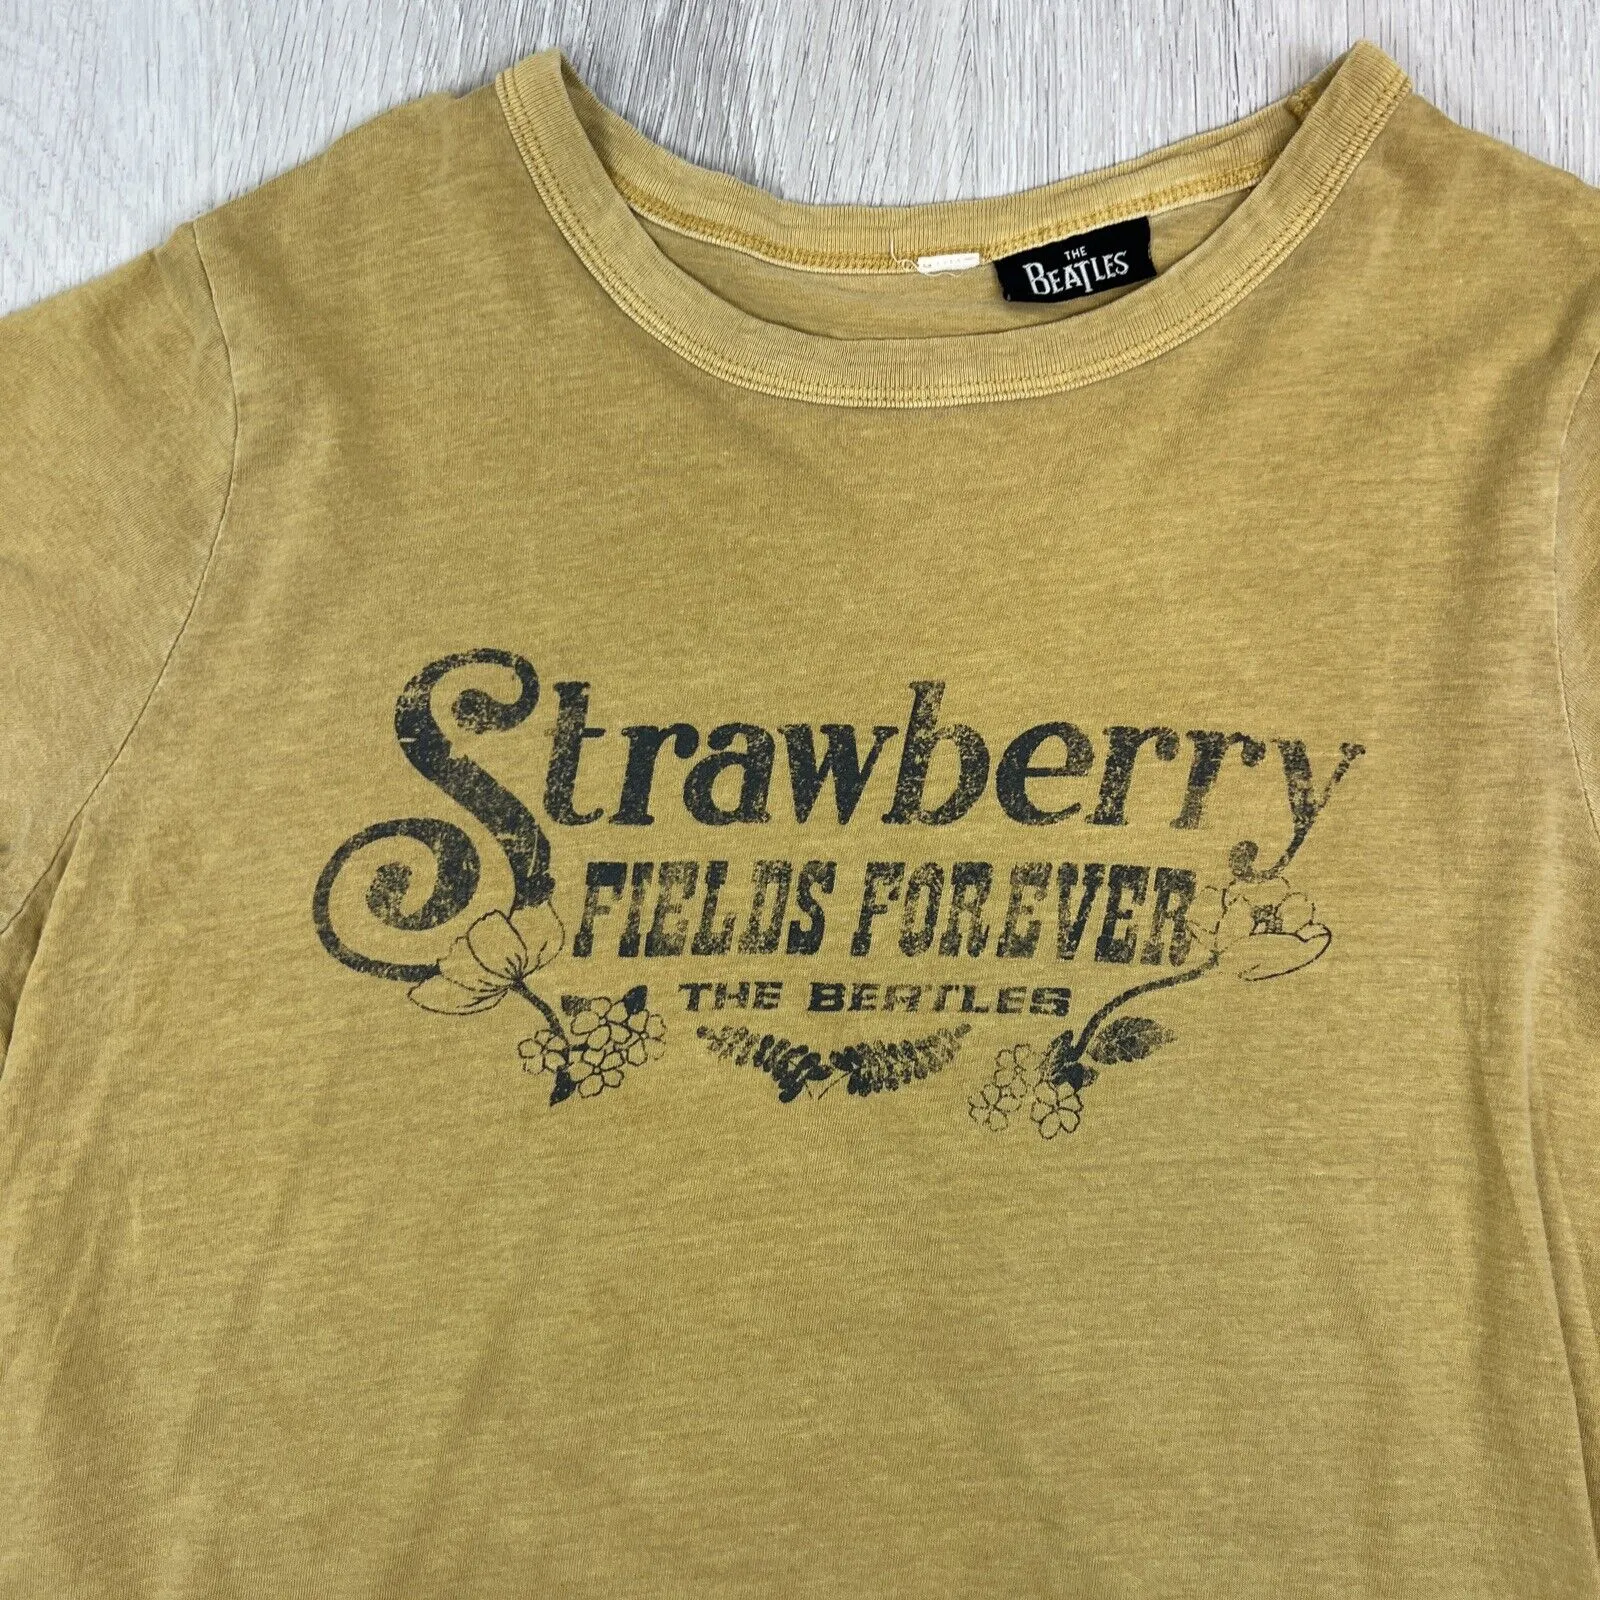 THE
BEATLES
Strawberry
FIELDS FOREVER
THE BEATLES